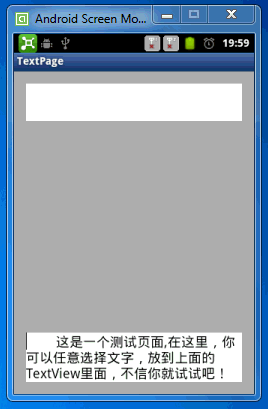 Android Screen Mo...
19:59
TextPage
这是一个测试页面,在这里，你
可以任意选择文字，放到上面的
TextView里面，不信你就试试吧！